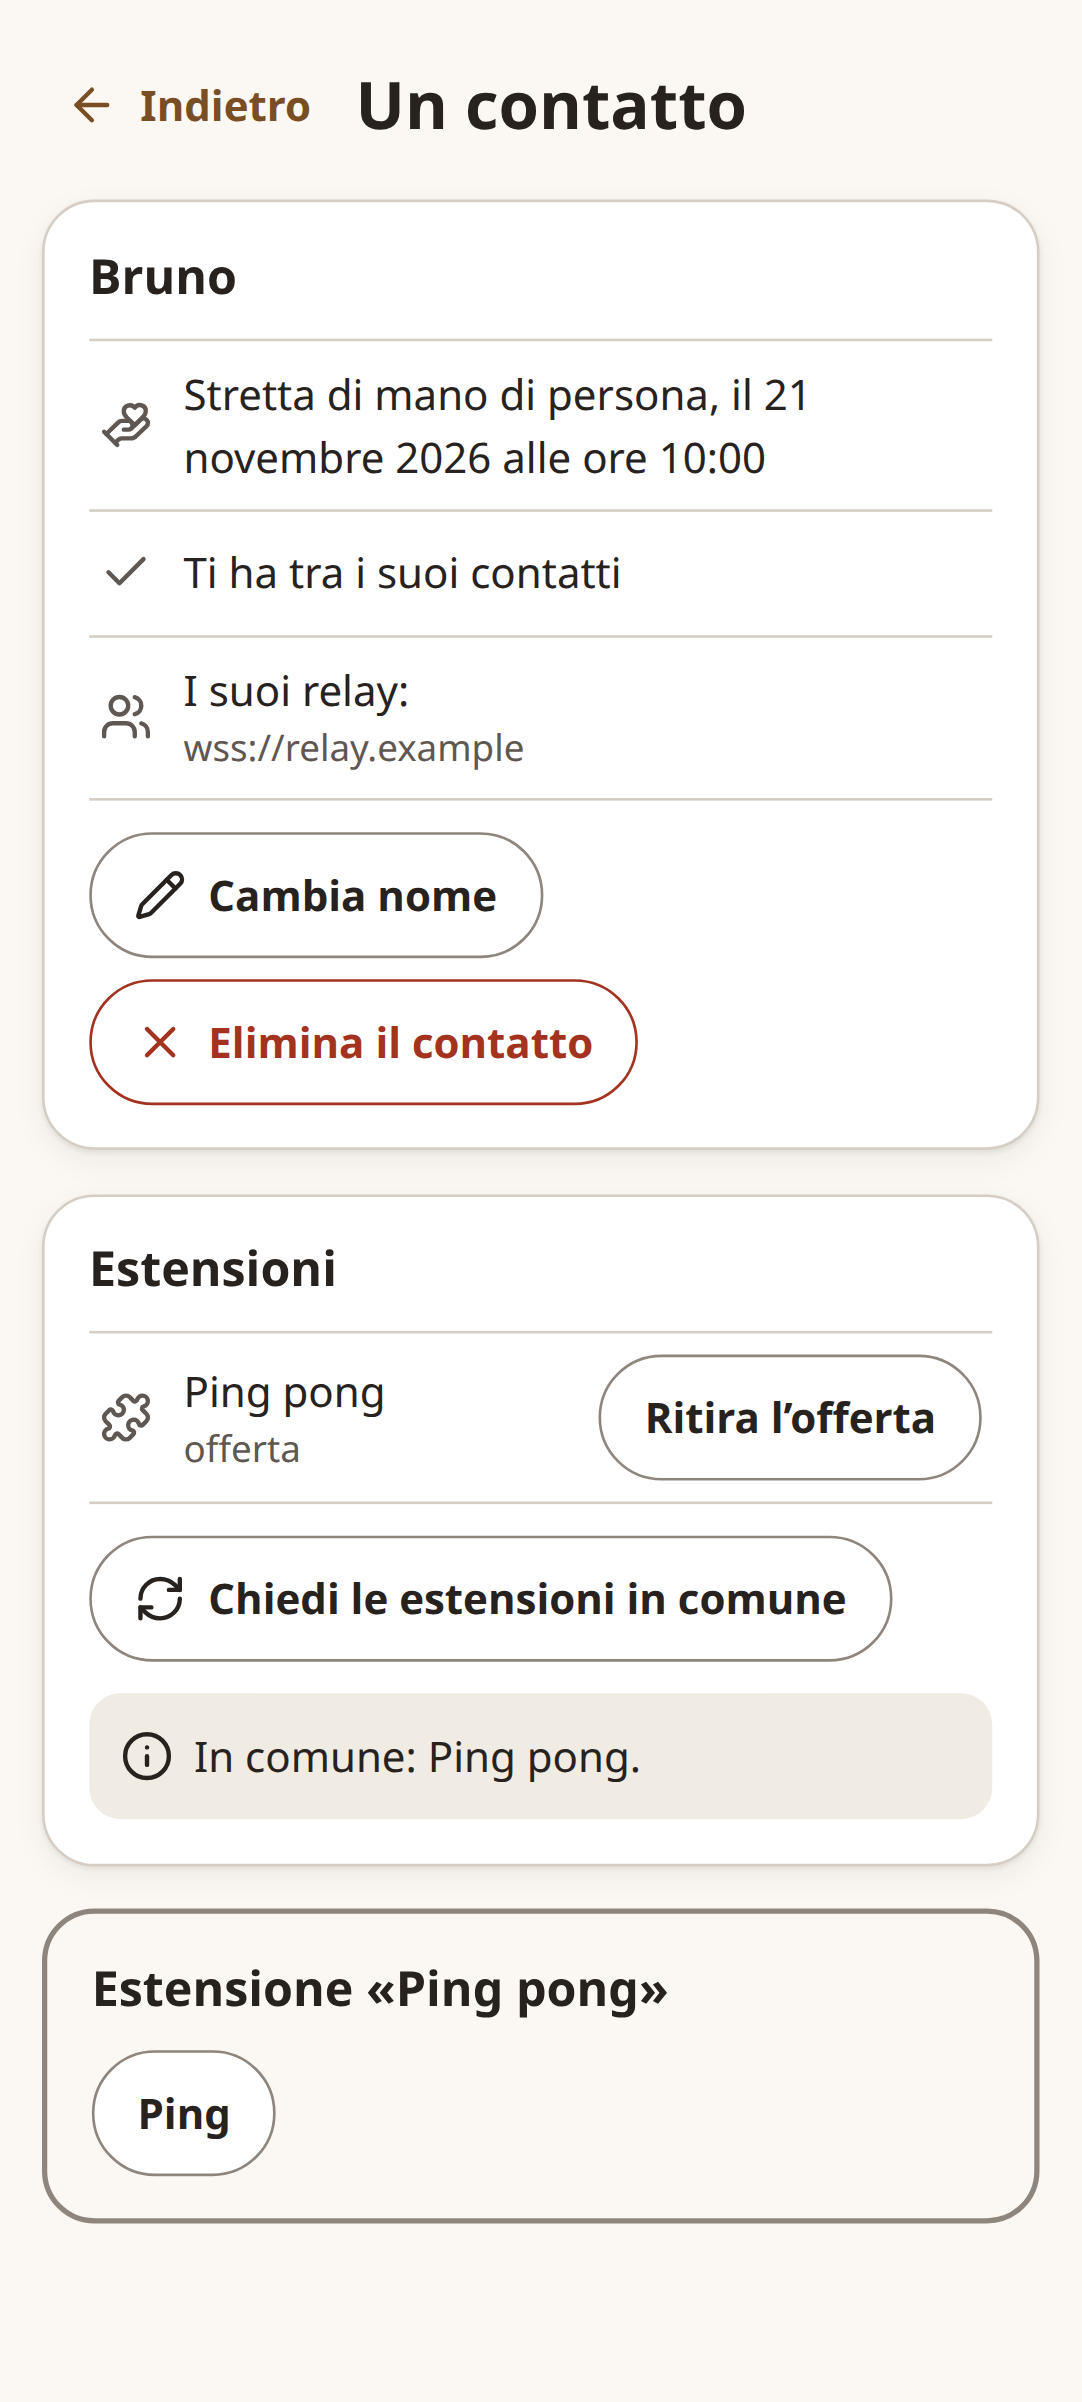 Indietro
Un contatto
Bruno
Stretta di mano di persona, il 21
novembre 2026 alle ore 10:00
Ti ha tra i suoi contatti
I suoi relay:
wss://relay.example
Cambia nome
Elimina il contatto
Estensioni
Ping pong
offerta
Ritira l’offerta
Chiedi le estensioni in comune
In comune: Ping pong.
Estensione «Ping pong»
Ping